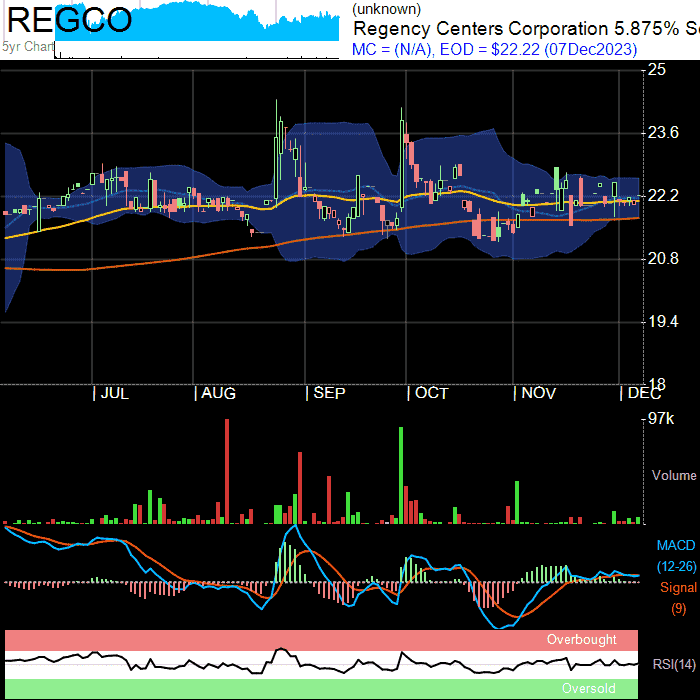 REGCO
(unknown)
Regency Centers Corporation 5.875% S
5yr Chart
MC = (N/A), EOD = $22.22 (07Dec2023)
25
23.6
22.2
20.8
19.4
18
| JUL | AUG | SEP | OCT | NOV | DEC
97k
Volume
MACD
(12-26)
Signal
(9)
Overbought
RSI(14)
Oversold